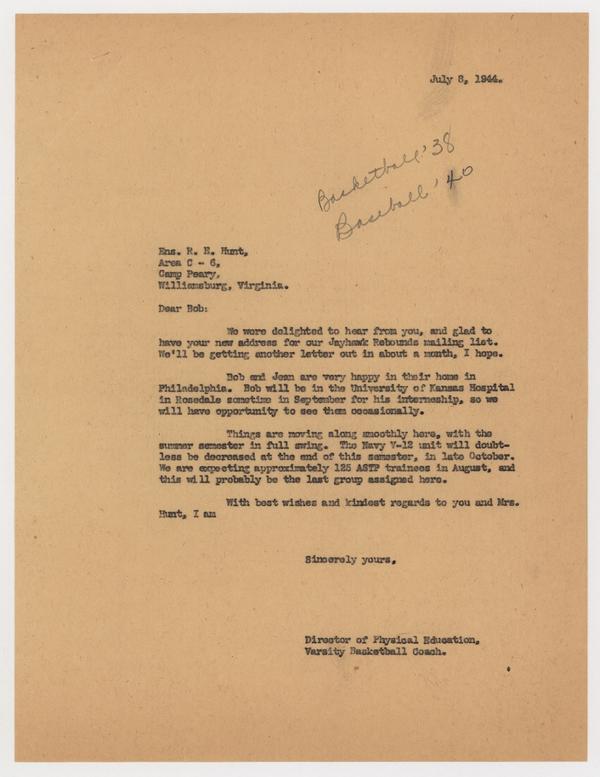 July 8, 1944.
Basketball '38
Baseball '40
Ens. R. E. Hunt,
Area C - 6,
Camp Peary,
Williamsburg, Virginia.
Dear Bob:
We were delighted to hear from you, and glad to
have your new address for our Jayhawk Rebounds mailing list.
We'll be getting another letter out in about a month, I hope.
Bob and Jean are very happy in their home in
Philadelphia. Bob will be in the University of Kansas Hospital
in Rosedale sometime in September for his interneship, so we
will have opportunity to see them occasionally.
Things are moving along smoothly here, with the
summer semester in full swing. The Navy V-12 unit will doubt-
less be decreased at the end of this semester, in late October.
We are expecting approximately 125 ASTP trainees in August, and
this will probably be the last group assigned here.
With best wishes and kindest regards to you and Mrs.
Hunt, I am
Sincerely yours,
Director of Physical Education,
Varsity Basketball Coach.